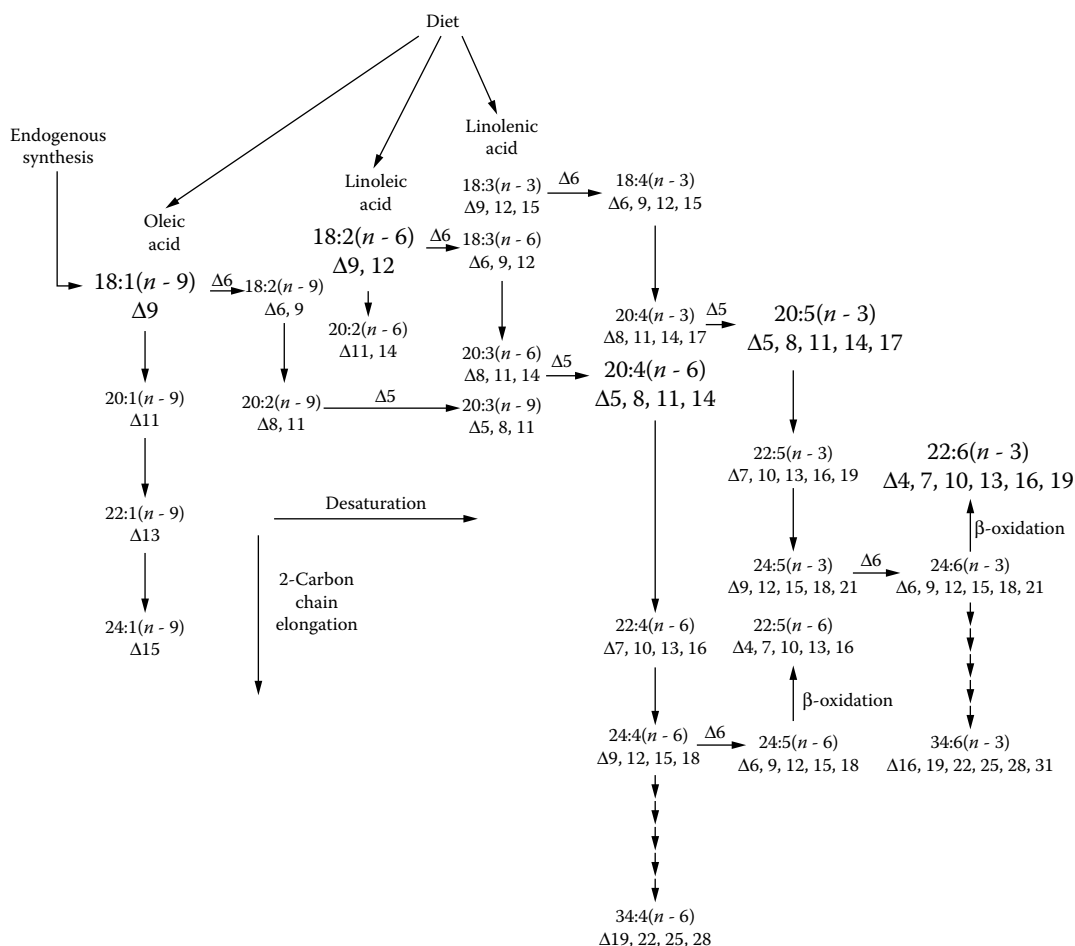 Diet
Endogenous
synthesis
Linolenic
acid
Linoleic
acid
Oleic
acid
18:3(n - 3)
Δ9, 12, 15
Δ6
18:4(n - 3)
Δ6, 9, 12, 15
18:2(n - 6)
Δ9, 12
Δ6
18:3(n - 6)
Δ6, 9, 12
18:1(n - 9)
Δ9
Δ6
18:2(n - 9)
Δ6, 9
20:2(n - 6)
Δ11, 14
20:4(n - 3)
Δ8, 11, 14, 17
Δ5
20:5(n - 3)
Δ5, 8, 11, 14, 17
20:3(n - 6)
Δ8, 11, 14
Δ5
20:4(n - 6)
Δ5, 8, 11, 14
20:1(n - 9)
Δ11
20:2(n - 9)
Δ8, 11
Δ5
20:3(n - 9)
Δ5, 8, 11
22:5(n - 3)
Δ7, 10, 13, 16, 19
22:6(n - 3)
Δ4, 7, 10, 13, 16, 19
22:1(n - 9)
Δ13
Desaturation
β-oxidation
2-Carbon
chain
elongation
24:5(n - 3)
Δ9, 12, 15, 18, 21
Δ6
24:6(n - 3)
Δ6, 9, 12, 15, 18, 21
24:1(n - 9)
Δ15
22:4(n - 6)
Δ7, 10, 13, 16
22:5(n - 6)
Δ4, 7, 10, 13, 16
β-oxidation
24:4(n - 6)
Δ9, 12, 15, 18
Δ6
24:5(n - 6)
Δ6, 9, 12, 15, 18
34:6(n - 3)
Δ16, 19, 22, 25, 28, 31
34:4(n - 6)
Δ19, 22, 25, 28